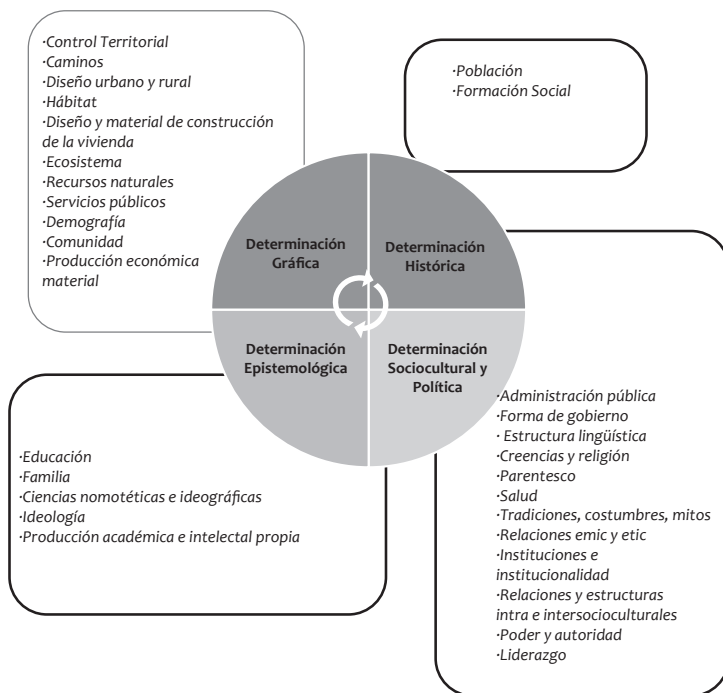 ·Control Territorial
·Caminos
·Diseño urbano y rural
·Hábitat
·Diseño y material de construcción
de la vivienda
·Ecosistema
·Recursos naturales
·Servicios públicos
·Demografía
·Comunidad
·Producción económica
material
·Población
·Formación Social
Determinación
Gráfica
Determinación
Histórica
Determinación
Epistemológica
Determinación
Sociocultural y
Política
·Educación
·Familia
·Ciencias nomotéticas e ideográficas
·Ideología
·Producción académica e intelectal propia
·Administración pública
·Forma de gobierno
· Estructura lingüística
·Creencias y religión
·Parentesco
·Salud
·Tradiciones, costumbres, mitos
·Relaciones emic y etic
·Instituciones e
institucionalidad
·Relaciones y estructuras
intra e intersocioculturales
·Poder y autoridad
·Liderazgo